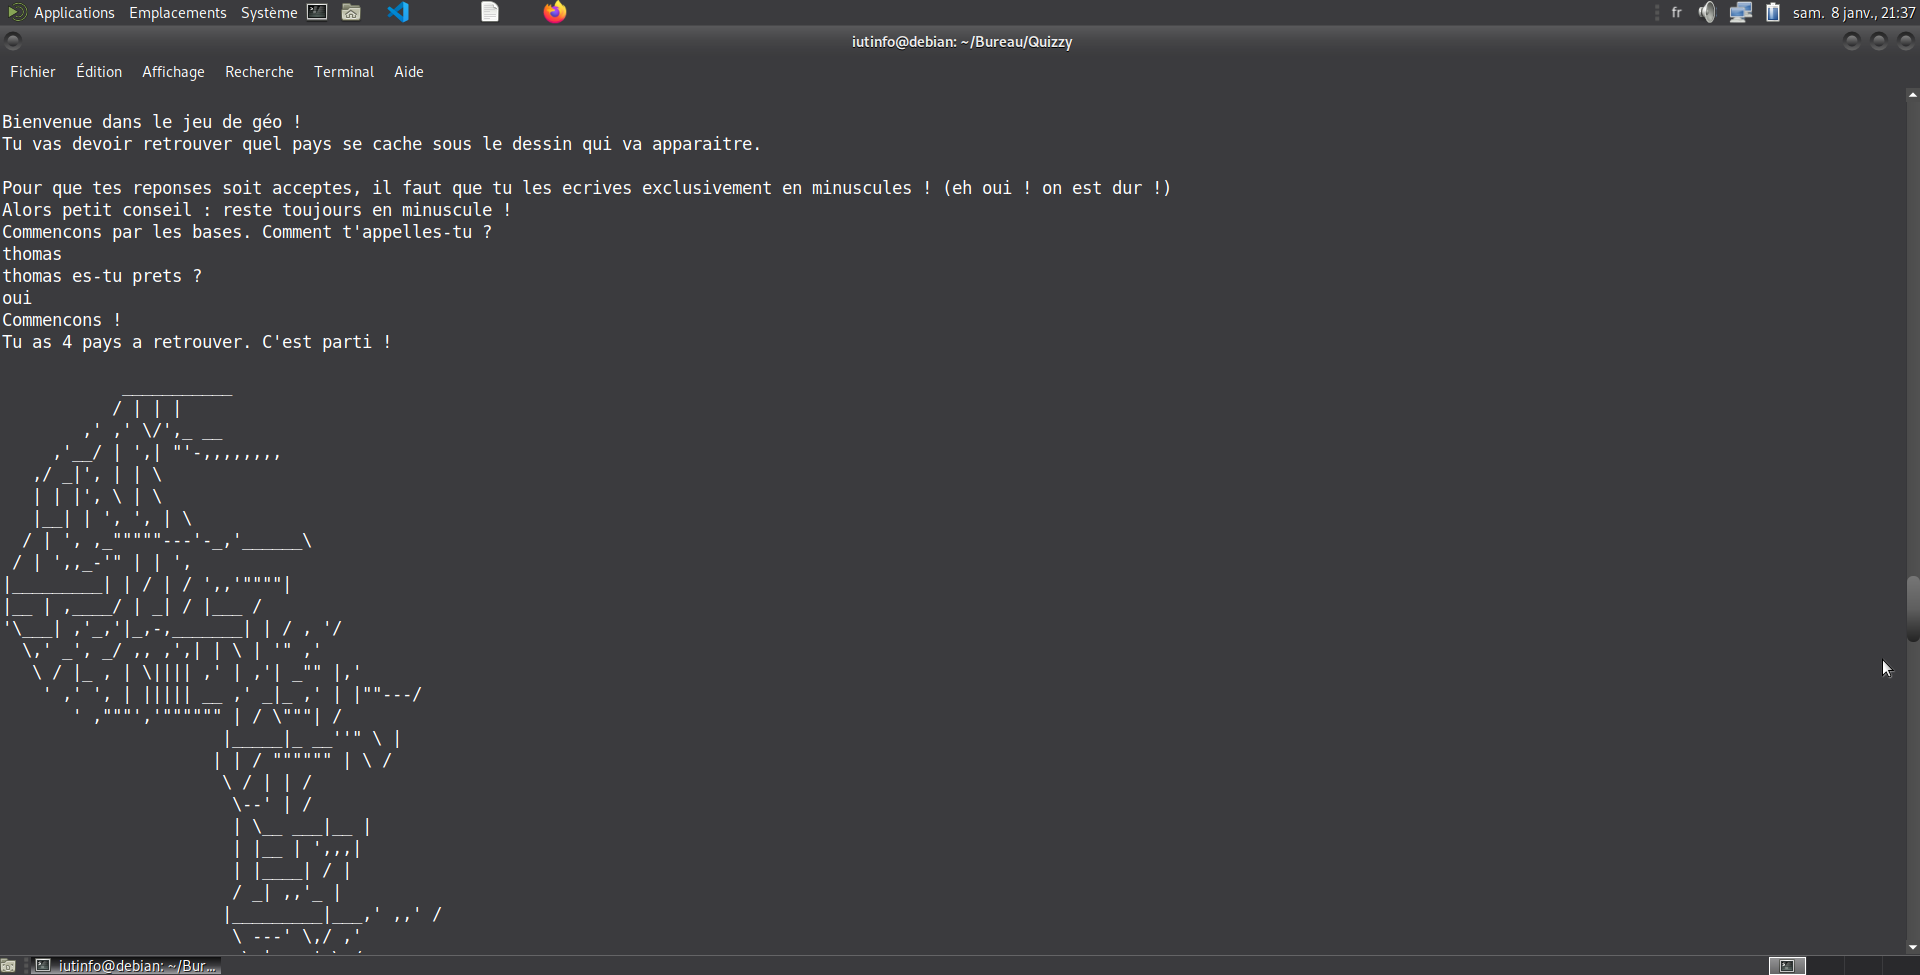 Applications Emplacements Système fr sam. 8 janv., 21:37
iutinfo@debian: ~/Bureau/Quizzy
Fichier Édition Affichage Recherche Terminal Aide
Bienvenue dans le jeu de géo !
Tu vas devoir retrouver quel pays se cache sous le dessin qui va apparaitre.
Pour que tes reponses soit acceptes, il faut que tu les ecrives exclusivement en minuscules ! (eh oui ! on est dur !)
Alors petit conseil : reste toujours en minuscule !
Commencons par les bases. Comment t'appelles-tu ?
thomas
thomas es-tu prets ?
oui
Commencons !
Tu as 4 pays a retrouver. C'est parti !
iutinfo@debian: ~/Bur...